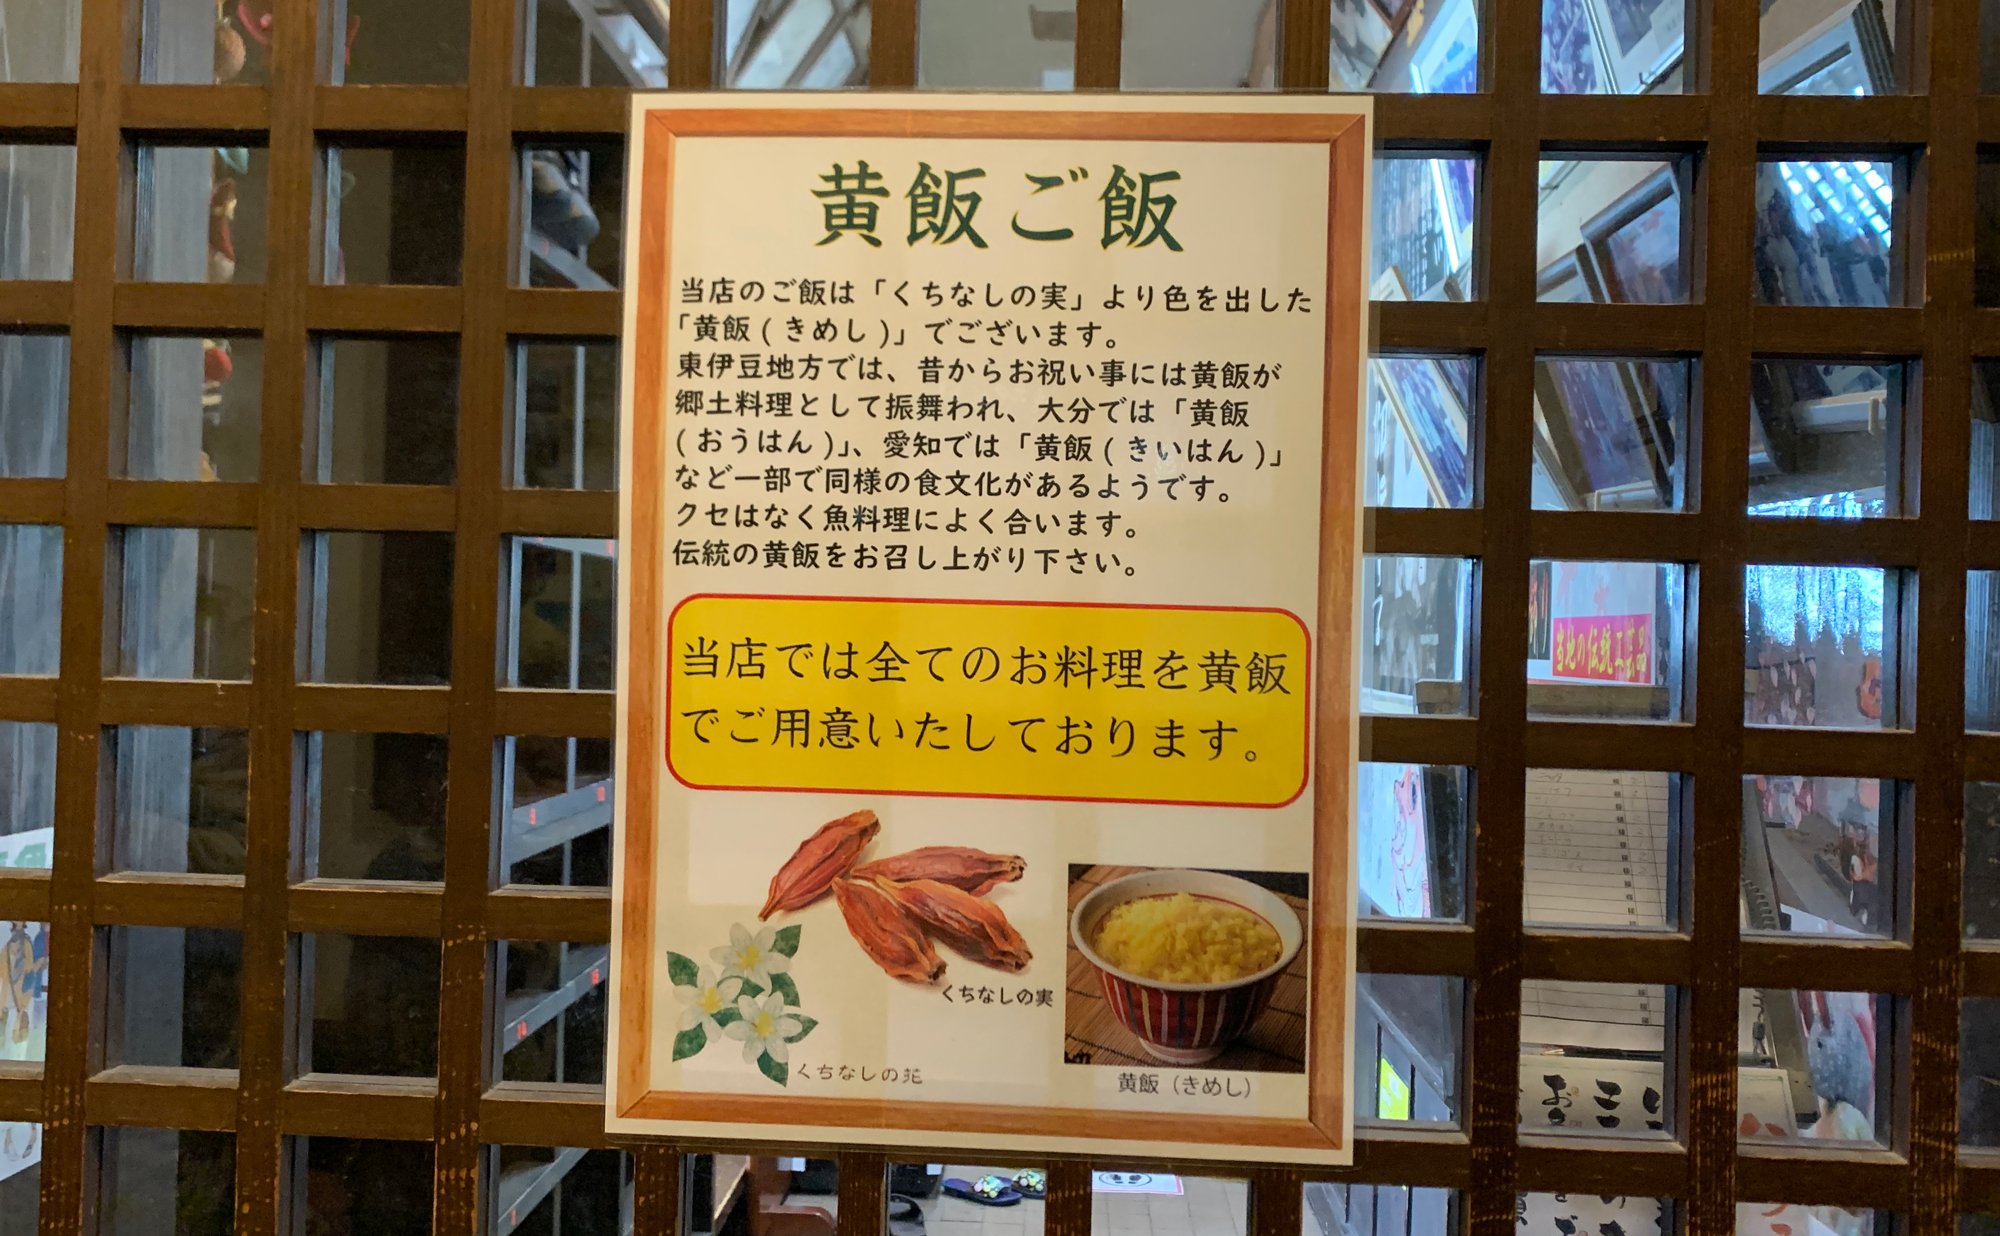 黄飯ご飯
当店のご飯は「くちなしの実」より色を出した
「黄飯(きめし)」でございます。
東伊豆地方では、昔からお祝い事には黄飯が
郷土料理として振舞われ、大分では「黄飯
(おうはん)」、愛知では「黄飯(きいはん)」
など一部で同様の食文化があるようです。
クセはなく魚料理によく合います。
伝統の黄飯をお召し上がり下さい。
当店では全てのお料理を黄飯
でご用意いたしております。
くちなしの実
くちなしの花
黄飯（きめし）
当地の伝統工芸品